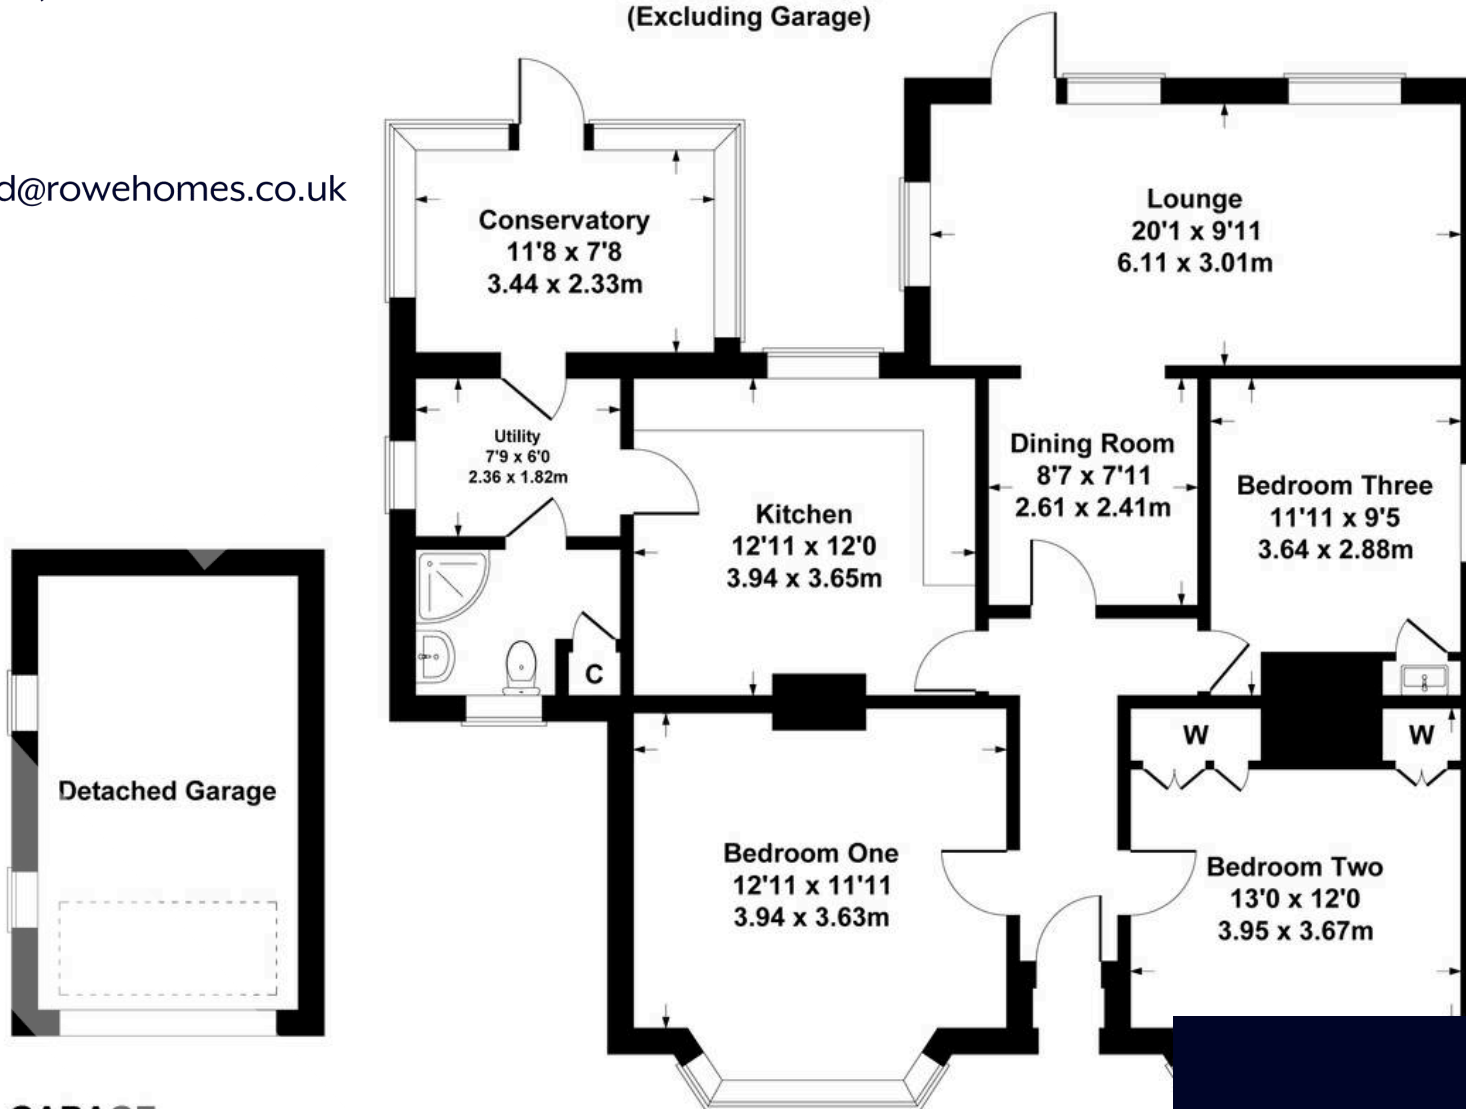 (Excluding Garage)
d@rowehomes.co.uk
Conservatory
11'8 x 7'8
3.44 x 2.33m
Lounge
20'1 x 9'11
6.11 x 3.01m
Utility
7'9 x 6'0
2.36 x 1.82m
Kitchen
12'11 x 12'0
3.94 x 3.65m
Dining Room
8'7 x 7'11
2.61 x 2.41m
Bedroom Three
11'11 x 9'5
3.64 x 2.88m
C
W
W
Detached Garage
Bedroom One
12'11 x 11'11
3.94 x 3.63m
Bedroom Two
13'0 x 12'0
3.95 x 3.67m